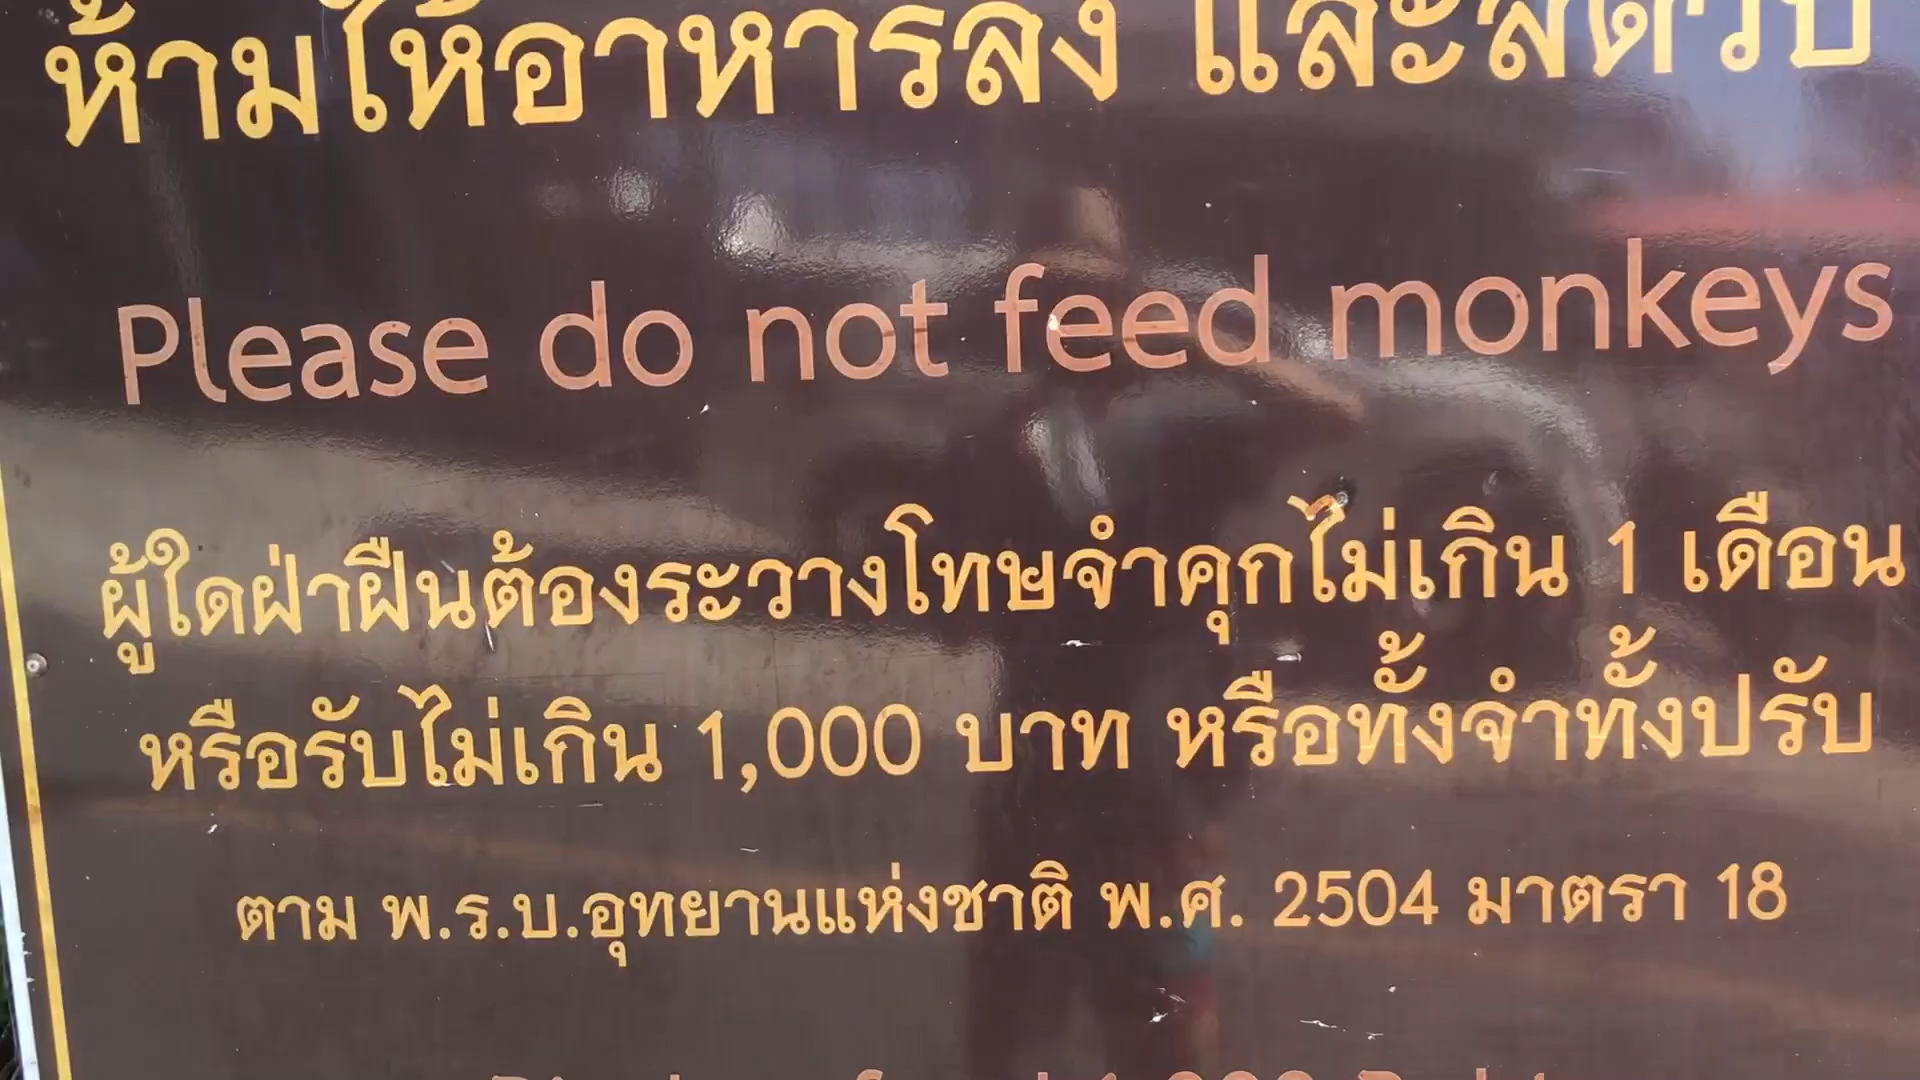 ห้ามให้อาหารลิง และสัตว์ป่
Please do not feed monkeys
ผู้ใดฝ่าฝืนต้องระวางโทษจำคุกไม่เกิน 1 เดือน
หรือรับไม่เกิน 1,000 บาท หรือทั้งจำทั้งปรับ
ตาม พ.ร.บ.อุทยานแห่งชาติ พ.ศ. 2504 มาตรา 18